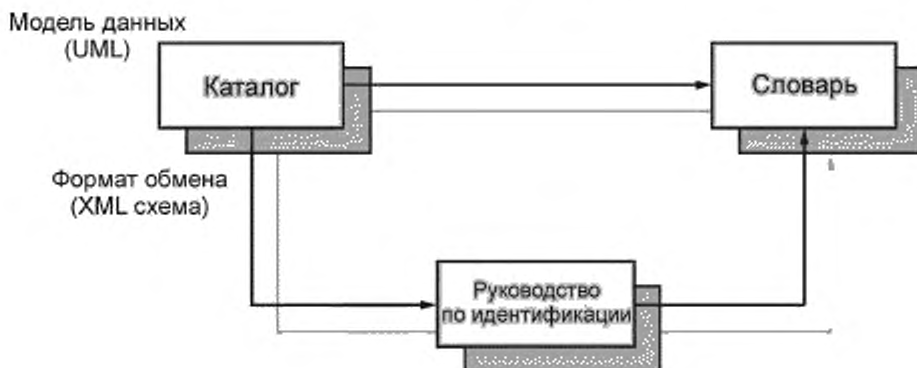 Модель данных
(UML)
Каталог
Словарь
Формат обмена
(XML схема)
Руководство
по идентификации